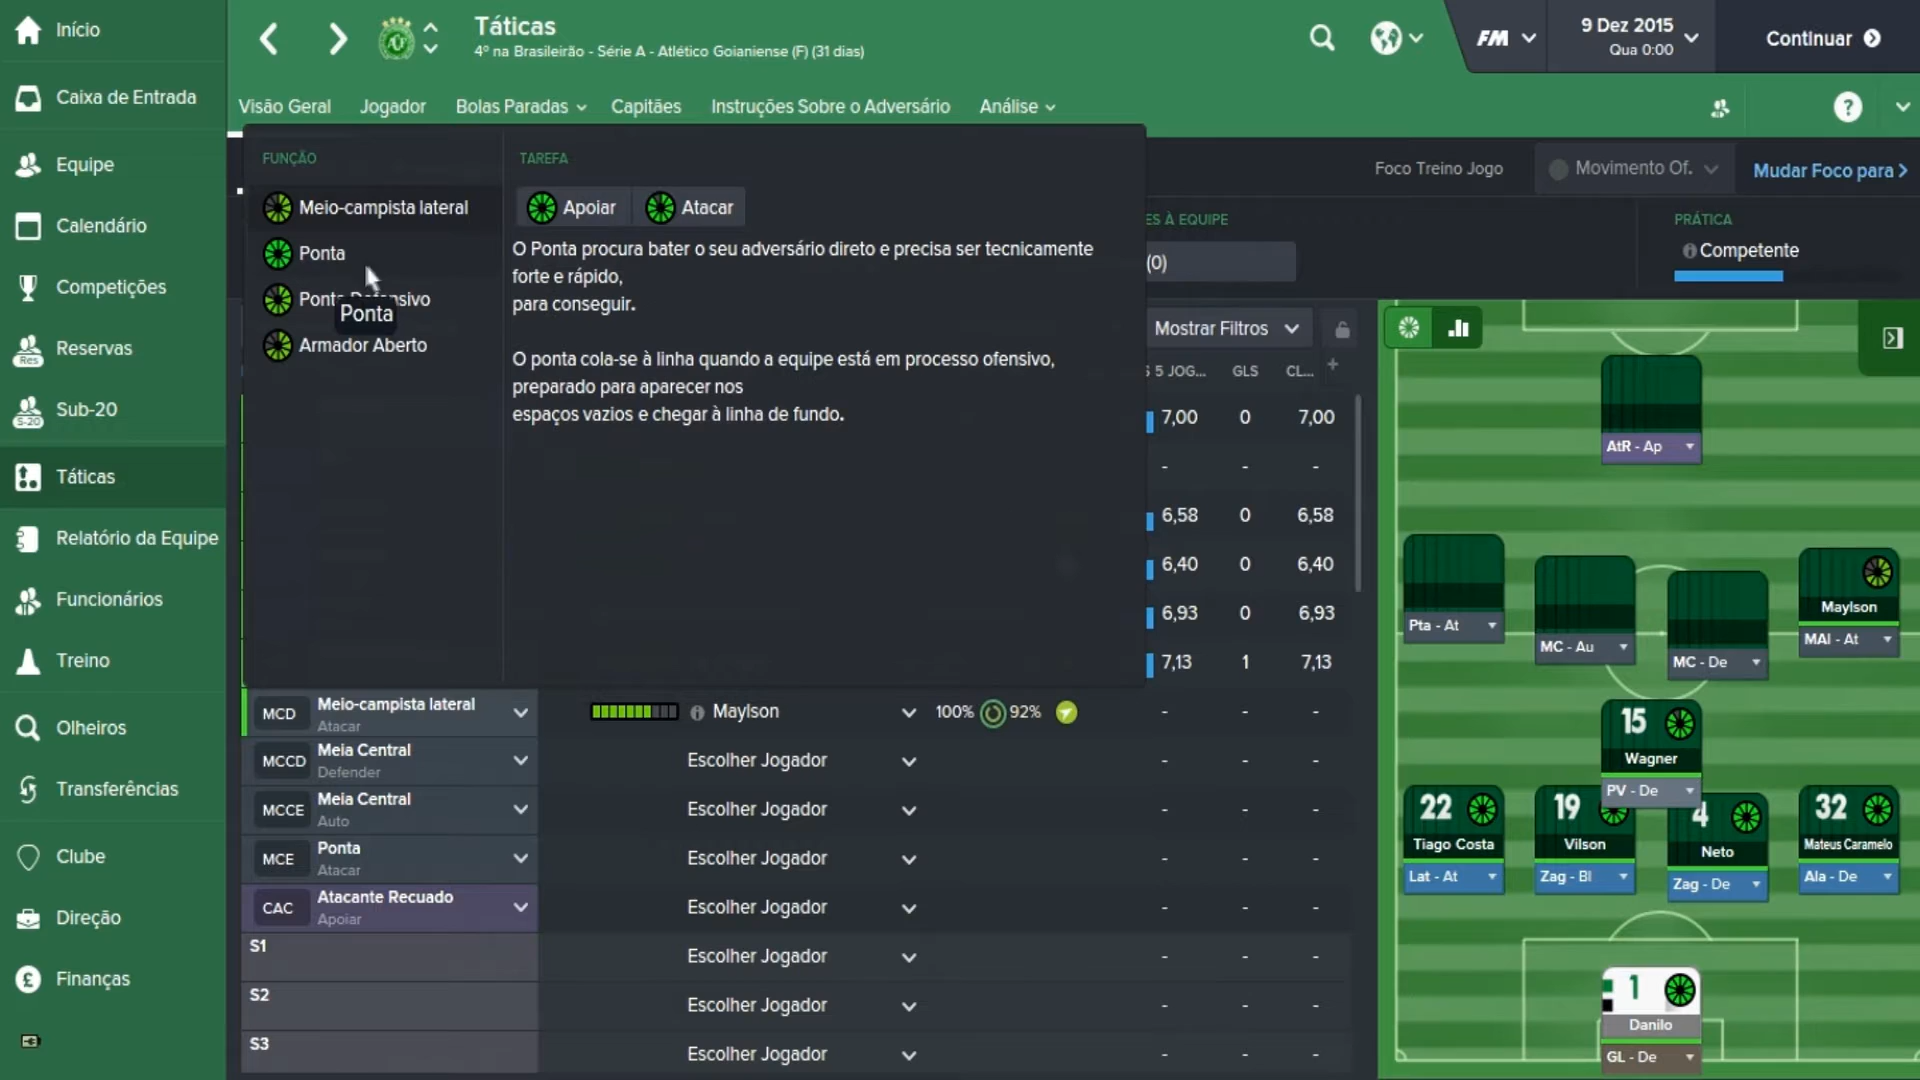 Início
Caixa de Entrada
Equipe
Calendário
Competições
Res
Reservas
S-20
Sub-20
Táticas
Relatório da Equipe
Funcionários
Treino
Olheiros
Transferências
Clube
Direção
Finanças
Táticas
4º na Brasileirão - Série A - Atlético Goianiense (F) (31 dias)
FM
9 Dez 2015
Qua 0:00
Continuar
Visão Geral
Jogador
Bolas Paradas
Capitães
Instruções Sobre o Adversário
Análise
?
Foco Treino Jogo
Movimento Of.
Mudar Foco para
ES À EQUIPE
(0)
PRÁTICA
Competente
FUNÇÃO
Meio-campista lateral
Ponta
Ponta
Armador Aberto
TAREFA
Apoiar
Atacar
O Ponta procura bater o seu adversário direto e precisa ser tecnicamente
forte e rápido,
para conseguir.
O ponta cola-se à linha quando a equipe está em processo ofensivo,
preparado para aparecer nos
espaços vazios e chegar à linha de fundo.
Mostrar Filtros
5 JOG...
GLS
CL...
7,00 0 7,00
- - -
6,58 0 6,58
6,40 0 6,40
6,93 0 6,93
7,13 1 7,13
MCD Meio-campista lateral
Atacar
Maylson 100% 92% - - -
MCCD Meia Central
Defender
Escolher Jogador - - -
MCCE Meia Central
Auto
Escolher Jogador - - -
MCE Ponta
Atacar
Escolher Jogador - - -
CAC Atacante Recuado
Apoiar
Escolher Jogador - - -
S1 Escolher Jogador - - -
S2 Escolher Jogador - - -
S3 Escolher Jogador - - -
AtR - Ap
Pta - At
MC - Au
MC - De
Maylson
MAl - At
15
Wagner
PV - De
22
Tiago Costa
Lat - At
19
Vilson
Zag - Bl
4
Neto
Zag - De
32
Mateus Caramelo
Ala - De
1
Danilo
GL - De